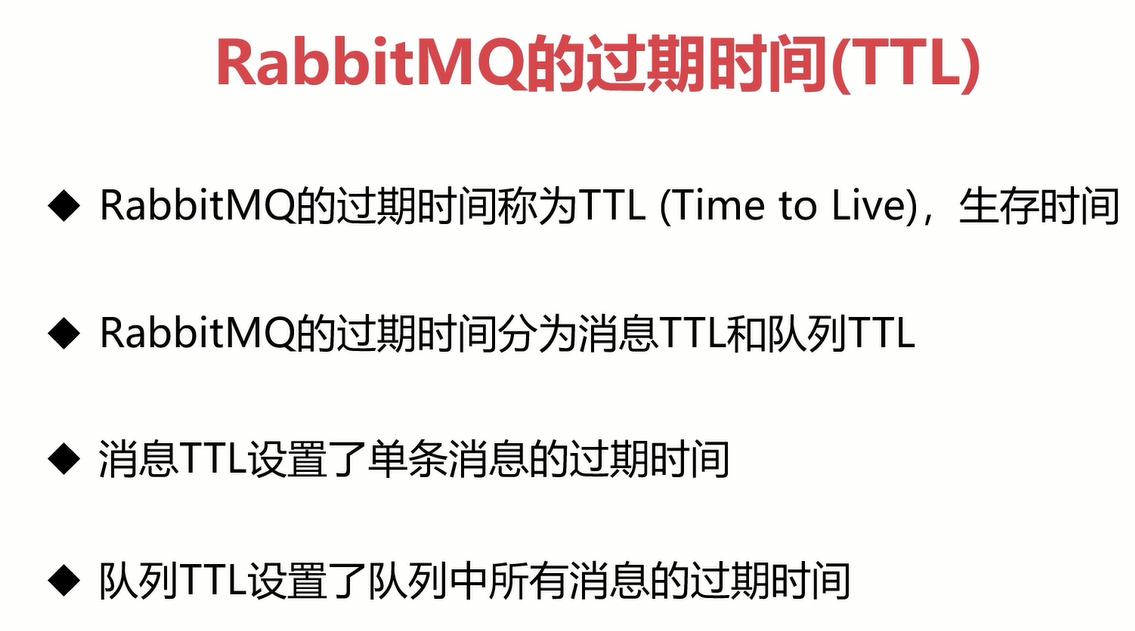 RabbitMQ的过期时间(TTL)
◆ RabbitMQ的过期时间称为TTL (Time to Live)，生存时间
◆ RabbitMQ的过期时间分为消息TTL和队列TTL
◆ 消息TTL设置了单条消息的过期时间
◆ 队列TTL设置了队列中所有消息的过期时间